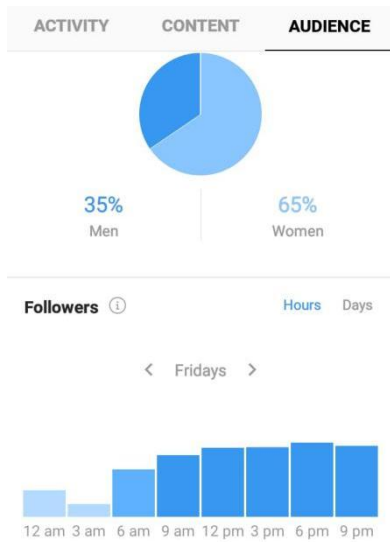 ACTIVITY CONTENT AUDIENCE
35% 65%
Men Women
Followers Hours Days
< Fridays >
12 am 3 am 6 am 9 am 12 pm 3 pm 6 pm 9 pm